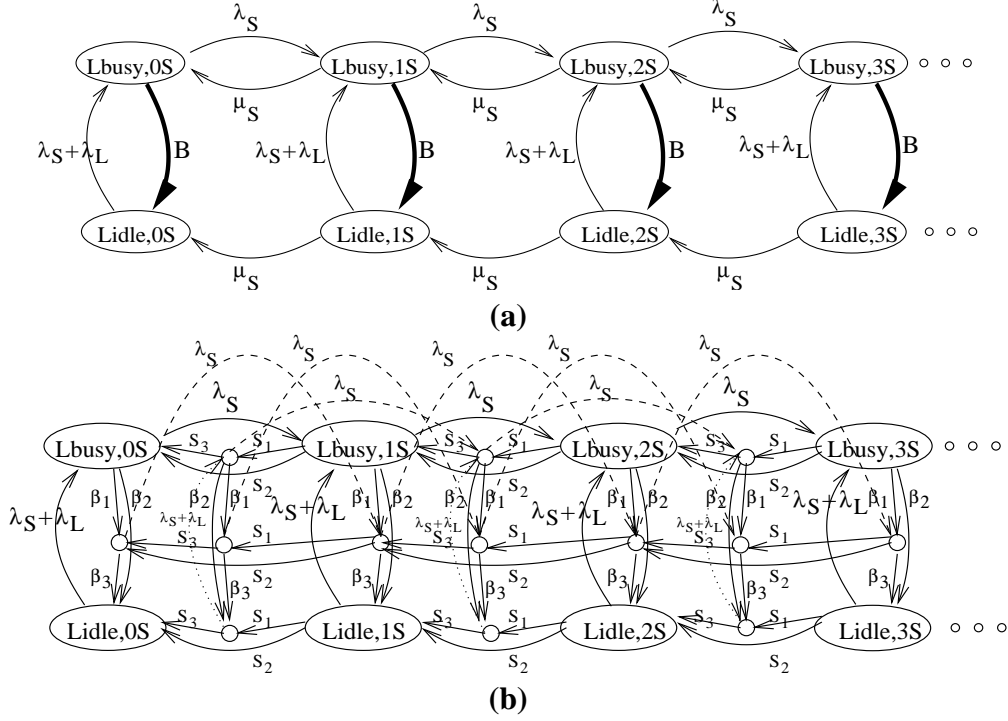 λS λS λS
Lbusy,0S Lbusy,1S Lbusy,2S Lbusy,3S
μS μS μS
λS+λL B λS+λL B λS+λL B λS+λL B
Lidle,0S Lidle,1S Lidle,2S Lidle,3S
μS μS μS
(a)
λS λS λS λS λS
λS λS λS λS λS
Lbusy,0S S3 S1 Lbusy,1S S3 S1 Lbusy,2S S3 S1 Lbusy,3S
S2 S2 S2
β1 β2 β2 β1 β1 β2 β2 β1 β1 β2 β2 β1 β1 β2
λS+λL λS+λL λS+λL λS+λL λS+λL λS+λL λS+λL
S3 S1 S3 S1 S3 S1
S2 S2 S2
β3 β3 β3 β3 β3 β3 β3
Lidle,0S S3 S1 Lidle,1S S3 S1 Lidle,2S S3 S1 Lidle,3S
S2 S2 S2
(b)